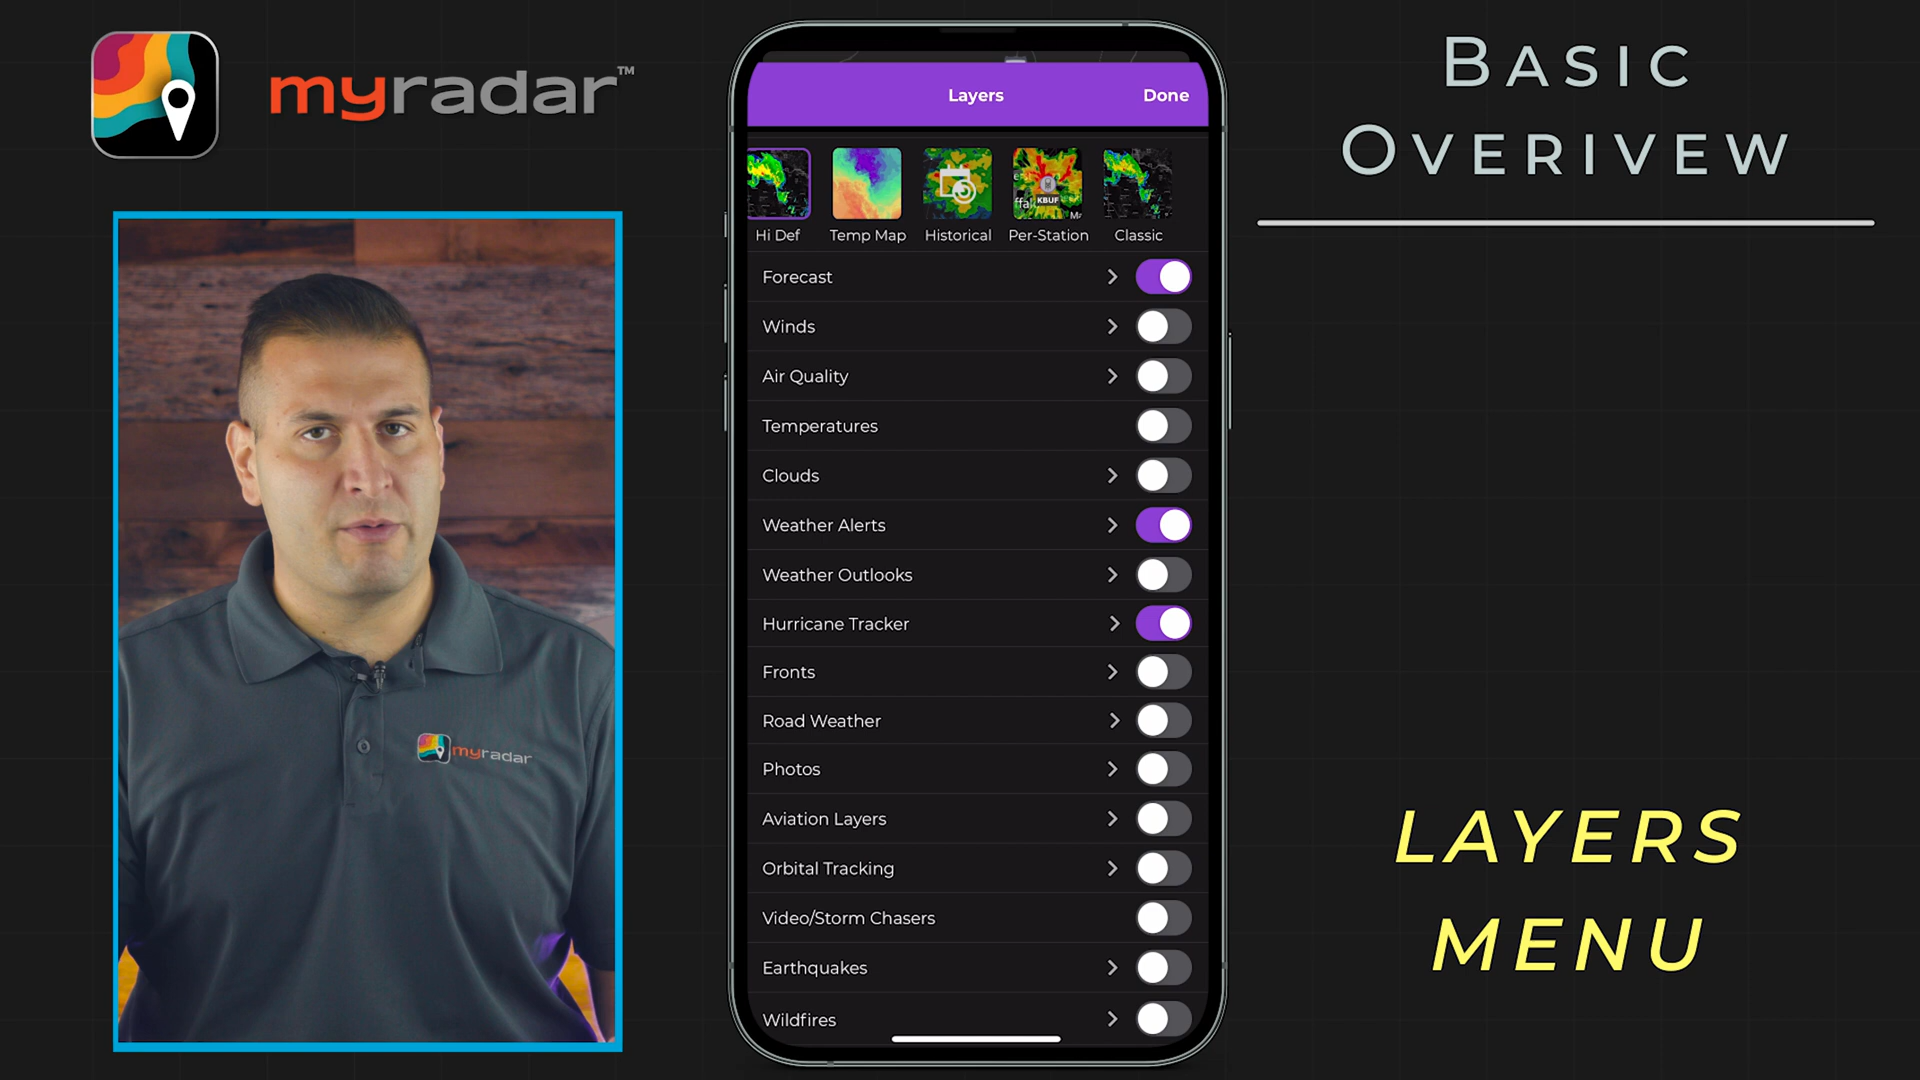 myradar™
BASIC
OVERIVEW
Layers
Done
KBUF
Hi Def
Temp Map
Historical
Per-Station
Classic
Forecast
Winds
Air Quality
Temperatures
Clouds
Weather Alerts
Weather Outlooks
Hurricane Tracker
Fronts
Road Weather
Photos
Aviation Layers
Orbital Tracking
Video/Storm Chasers
Earthquakes
Wildfires
myradar
LAYERS
MENU